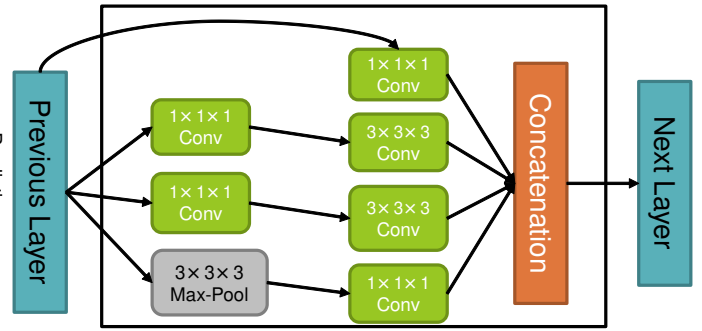 Previous Layer
1×1×1
Conv
1×1×1
Conv
3×3×3
Conv
1×1×1
Conv
3×3×3
Conv
3×3×3
Max-Pool
1×1×1
Conv
Concatenation
Next Layer